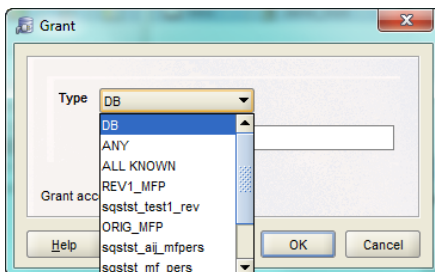 Grant
Type DB
DB
ANY
ALL KNOWN
REV1_MFP
Grant acc
sqstst_test1_rev
ORIG_MFP
sqstst_aij_mfpers
sqstst_mf_pers
Help OK Cancel